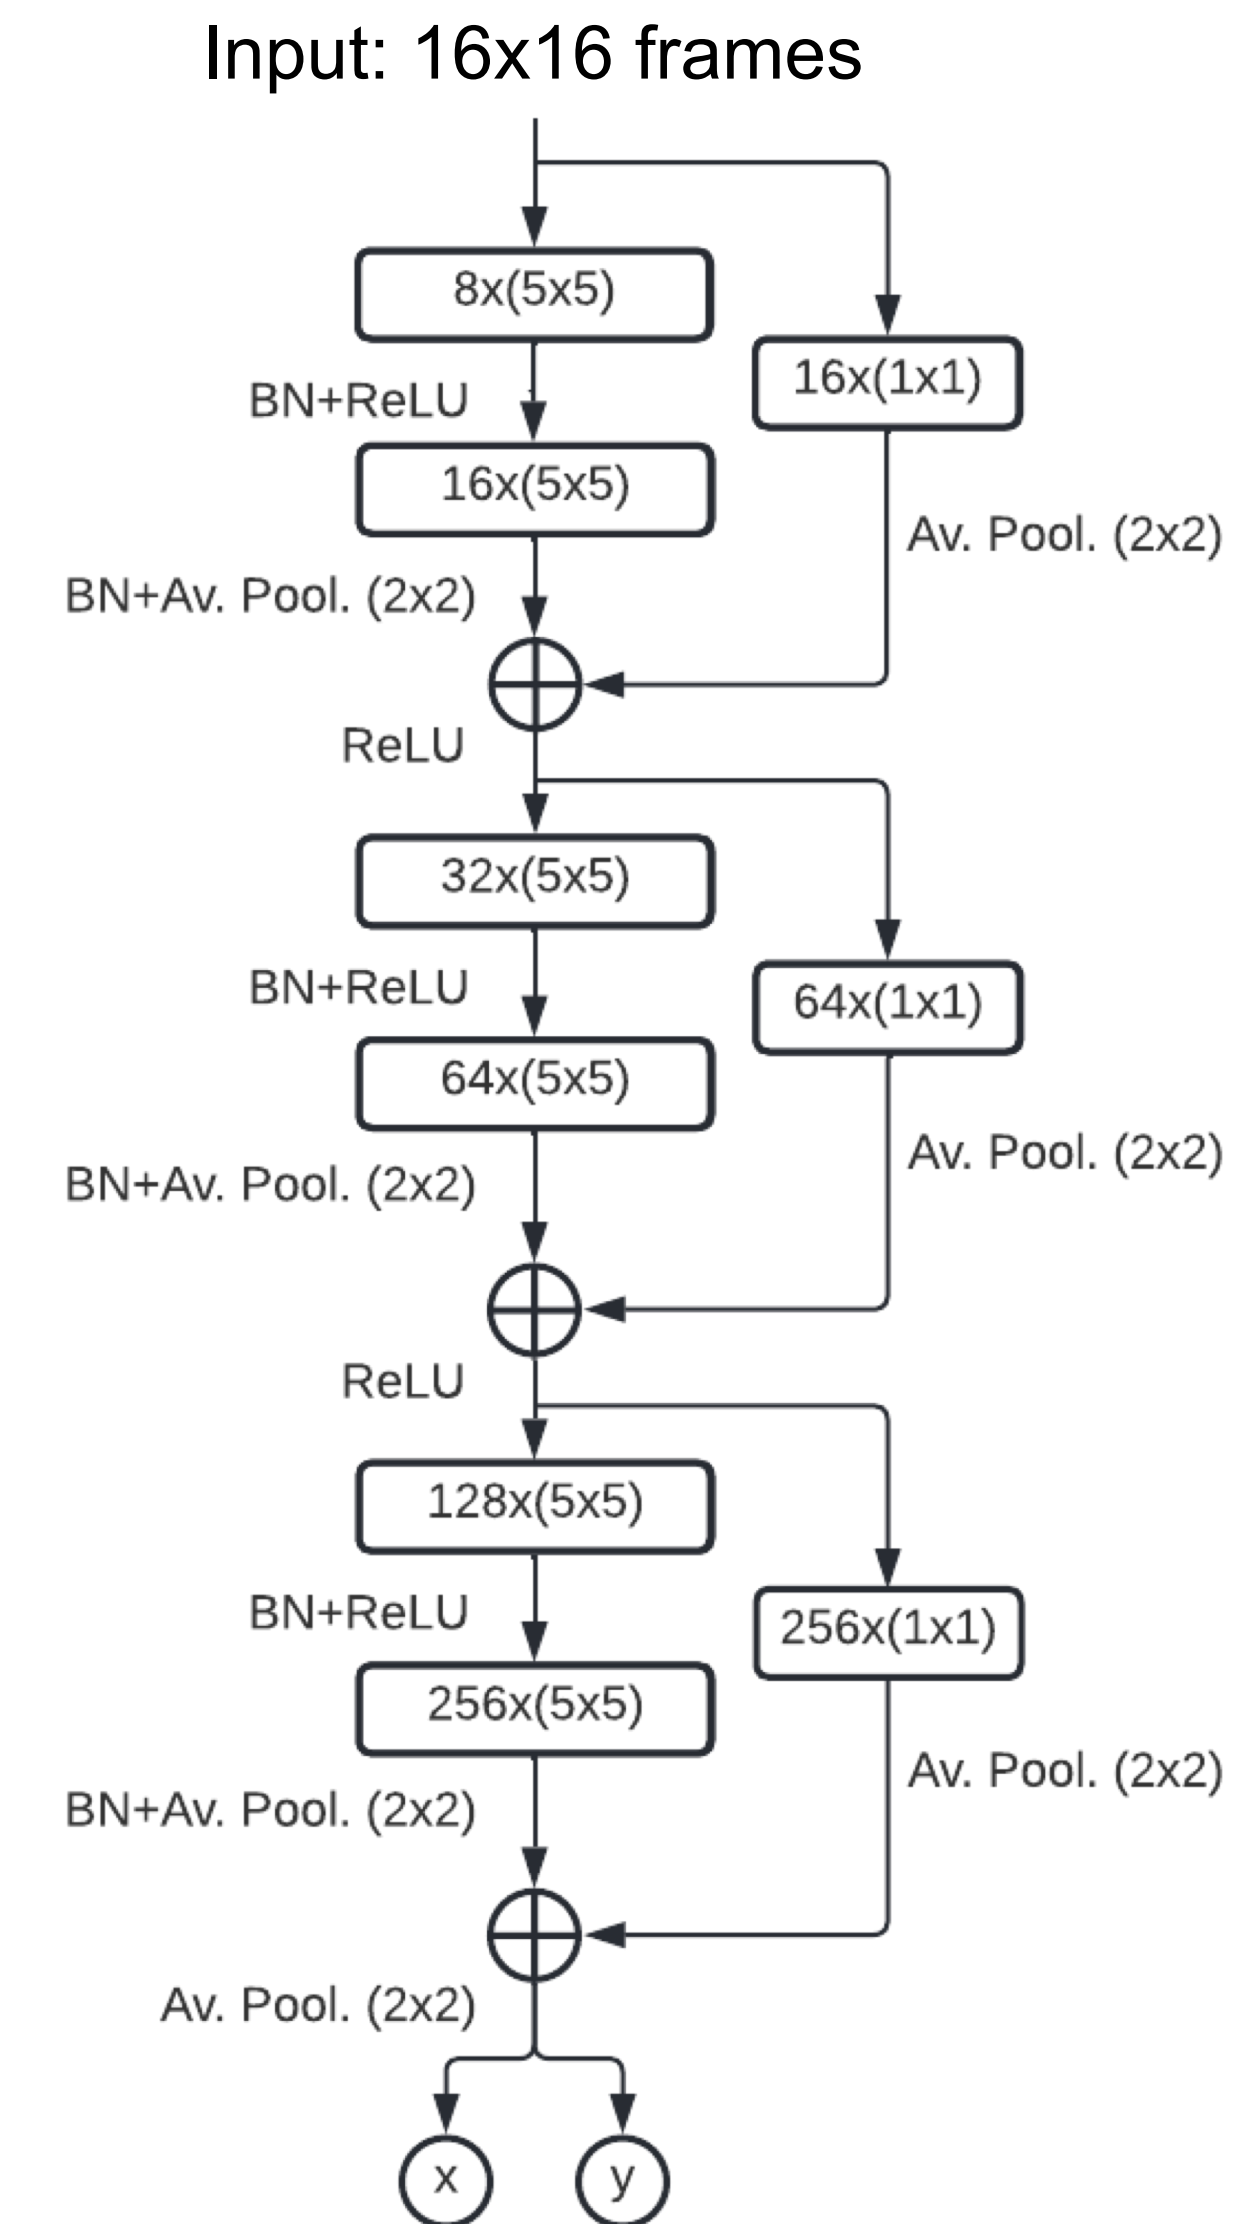 Input: 16x16 frames
8x(5x5)
16x(1x1)
BN+ReLU
16x(5x5)
Av. Pool. (2x2)
BN+Av. Pool. (2x2)
ReLU
32x(5x5)
BN+ReLU
64x(1x1)
64x(5x5)
Av. Pool. (2x2)
BN+Av. Pool. (2x2)
ReLU
128x(5x5)
BN+ReLU
256x(1x1)
256x(5x5)
Av. Pool. (2x2)
BN+Av. Pool. (2x2)
Av. Pool. (2x2)
x
y